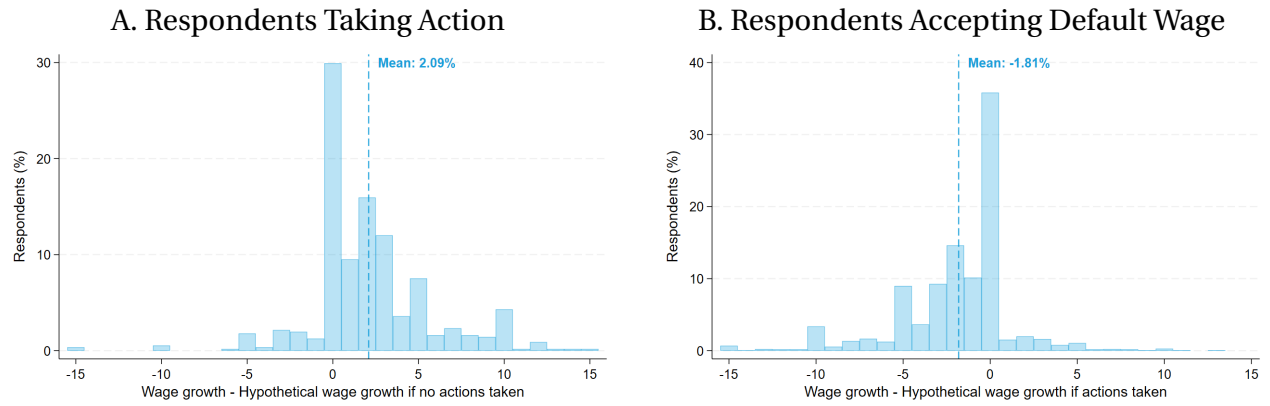 A. Respondents Taking Action
Mean: 2.09%
Respondents (%)
30
20
10
0
-15 -10 -5 0 5 10 15
Wage growth - Hypothetical wage growth if no actions taken
B. Respondents Accepting Default Wage
Mean: -1.81%
Respondents (%)
40
30
20
10
0
-15 -10 -5 0 5 10 15
Wage growth - Hypothetical wage growth if actions taken